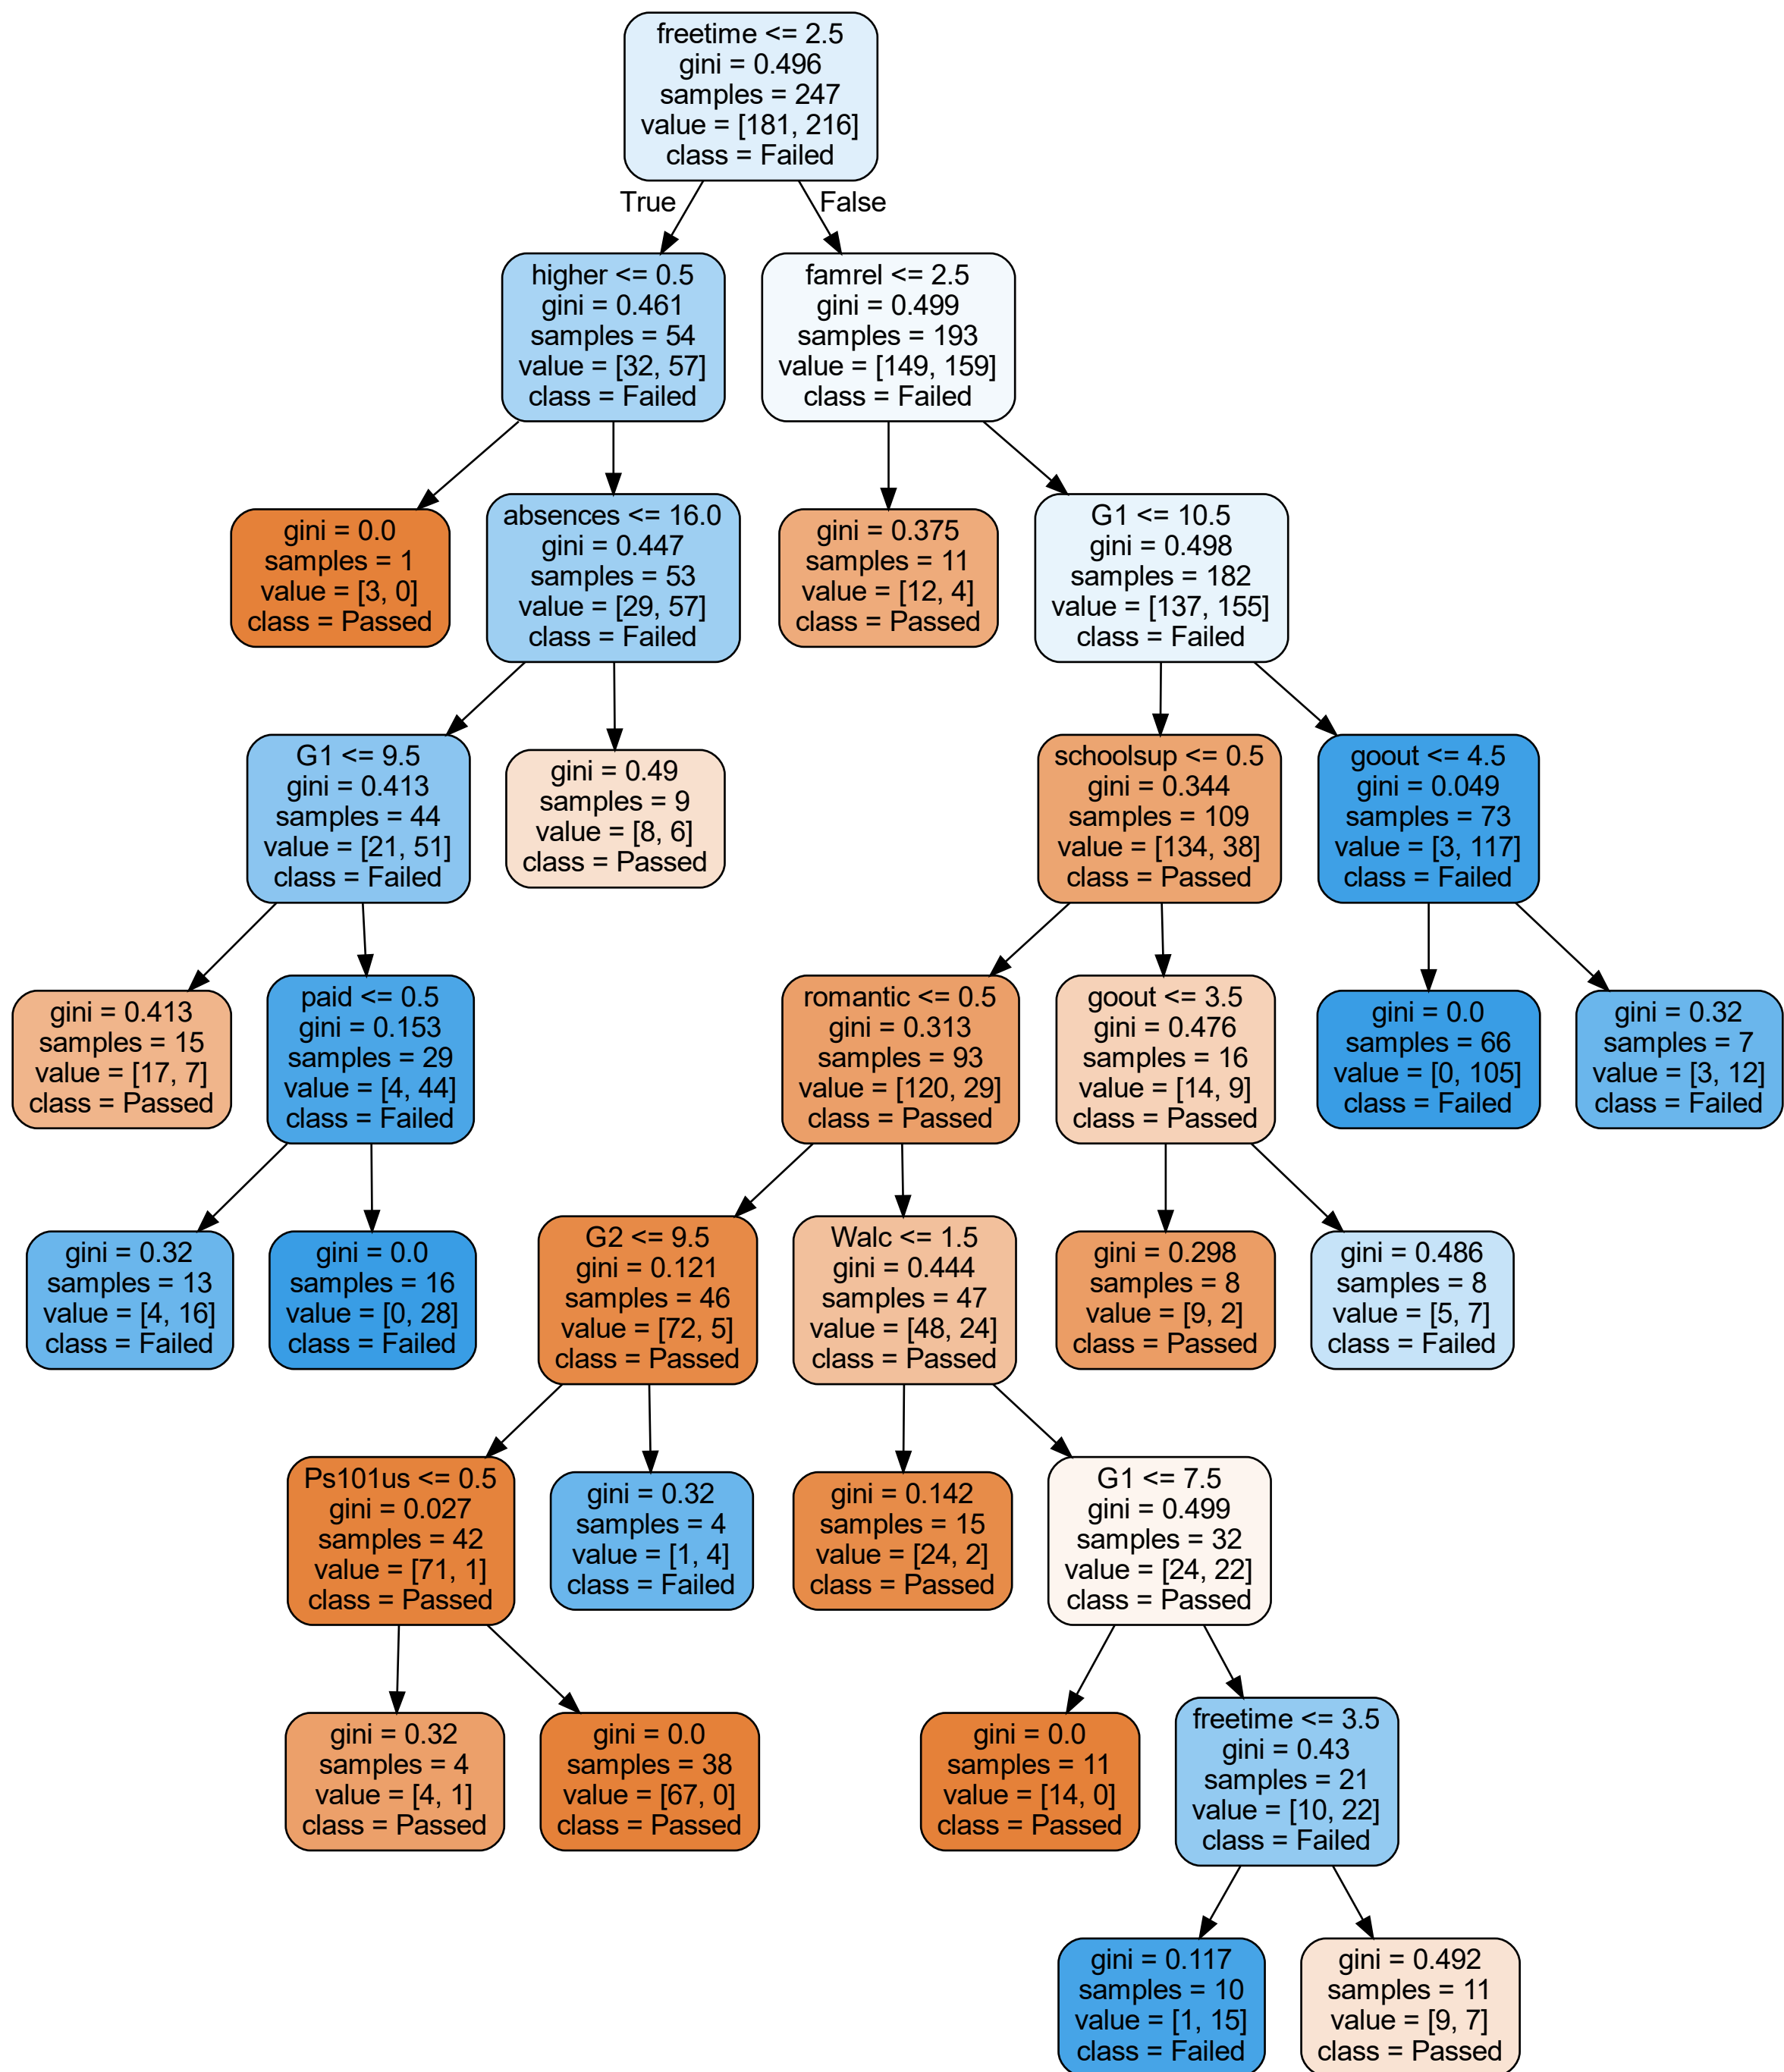 freetime <= 2.5
gini = 0.496
samples = 247
value = [181, 216]
class = Failed
True
False
higher <= 0.5
gini = 0.461
samples = 54
value = [32, 57]
class = Failed
famrel <= 2.5
gini = 0.499
samples = 193
value = [149, 159]
class = Failed
gini = 0.0
samples = 1
value = [3, 0]
class = Passed
absences <= 16.0
gini = 0.447
samples = 53
value = [29, 57]
class = Failed
gini = 0.375
samples = 11
value = [12, 4]
class = Passed
G1 <= 10.5
gini = 0.498
samples = 182
value = [137, 155]
class = Failed
G1 <= 9.5
gini = 0.413
samples = 44
value = [21, 51]
class = Failed
gini = 0.49
samples = 9
value = [8, 6]
class = Passed
schoolsup <= 0.5
gini = 0.344
samples = 109
value = [134, 38]
class = Passed
goout <= 4.5
gini = 0.049
samples = 73
value = [3, 117]
class = Failed
gini = 0.413
samples = 15
value = [17, 7]
class = Passed
paid <= 0.5
gini = 0.153
samples = 29
value = [4, 44]
class = Failed
romantic <= 0.5
gini = 0.313
samples = 93
value = [120, 29]
class = Passed
goout <= 3.5
gini = 0.476
samples = 16
value = [14, 9]
class = Passed
gini = 0.0
samples = 66
value = [0, 105]
class = Failed
gini = 0.32
samples = 7
value = [3, 12]
class = Failed
gini = 0.32
samples = 13
value = [4, 16]
class = Failed
gini = 0.0
samples = 16
value = [0, 28]
class = Failed
G2 <= 9.5
gini = 0.121
samples = 46
value = [72, 5]
class = Passed
Walc <= 1.5
gini = 0.444
samples = 47
value = [48, 24]
class = Passed
gini = 0.298
samples = 8
value = [9, 2]
class = Passed
gini = 0.486
samples = 8
value = [5, 7]
class = Failed
Ps101us <= 0.5
gini = 0.027
samples = 42
value = [71, 1]
class = Passed
gini = 0.32
samples = 4
value = [1, 4]
class = Failed
gini = 0.142
samples = 15
value = [24, 2]
class = Passed
G1 <= 7.5
gini = 0.499
samples = 32
value = [24, 22]
class = Passed
gini = 0.32
samples = 4
value = [4, 1]
class = Passed
gini = 0.0
samples = 38
value = [67, 0]
class = Passed
gini = 0.0
samples = 11
value = [14, 0]
class = Passed
freetime <= 3.5
gini = 0.43
samples = 21
value = [10, 22]
class = Failed
gini = 0.117
samples = 10
value = [1, 15]
class = Failed
gini = 0.492
samples = 11
value = [9, 7]
class = Passed